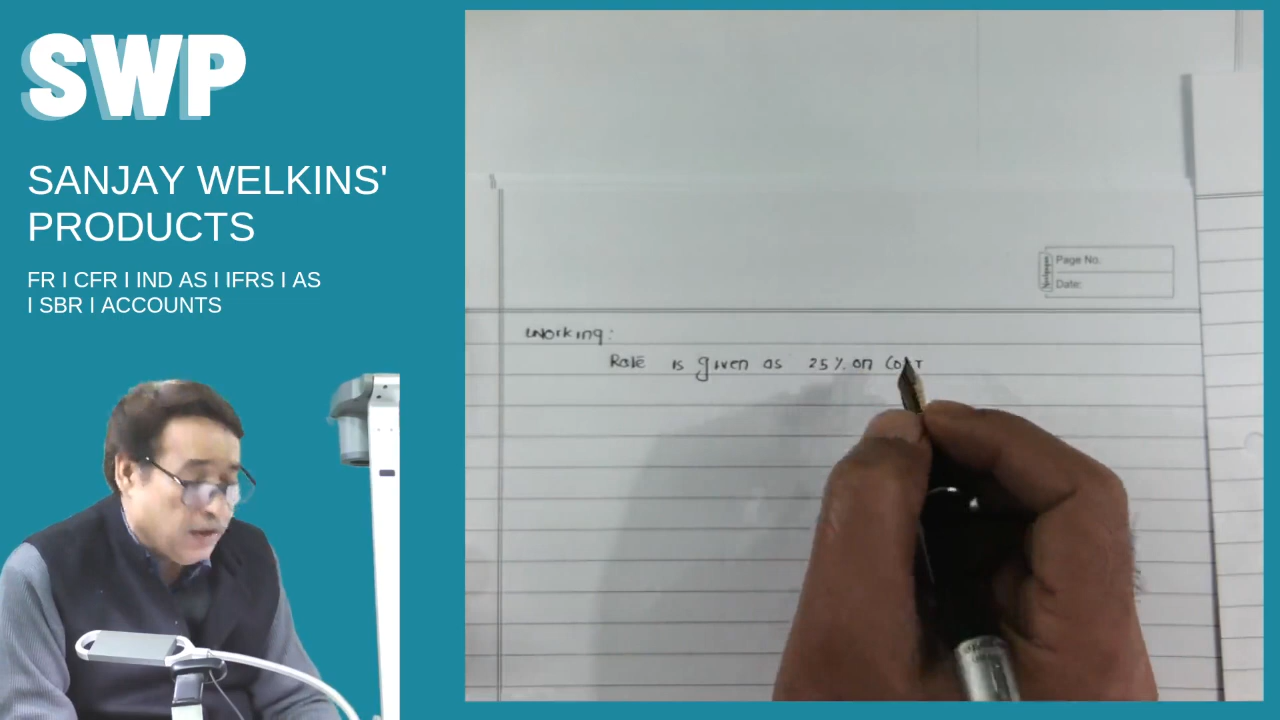 SWP
SANJAY WELKINS'
PRODUCTS
FR I CFR I IND AS I IFRS I AS
I SBR I ACCOUNTS
Page No.
Date:
Working:
Rate is given as 25% on Cost